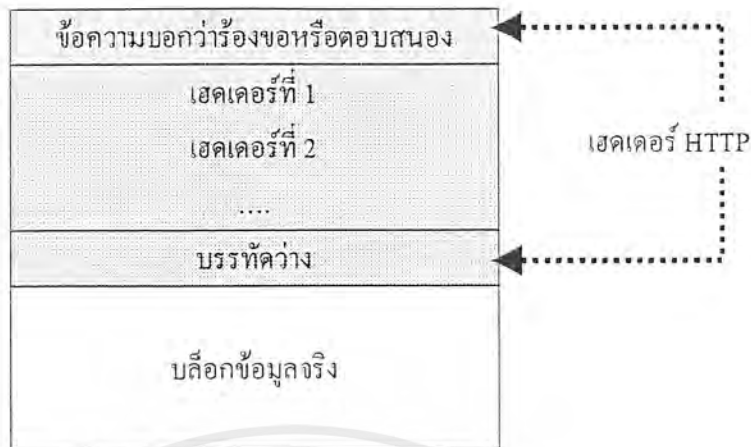 ข้อความบอกว่าร้องขอหรือตอบสนอง
เฮดเดอร์ที่ 1
เฮดเดอร์ที่ 2
....
เฮดเดอร์ HTTP
บรรทัดว่าง
บล็อกข้อมูลจริง